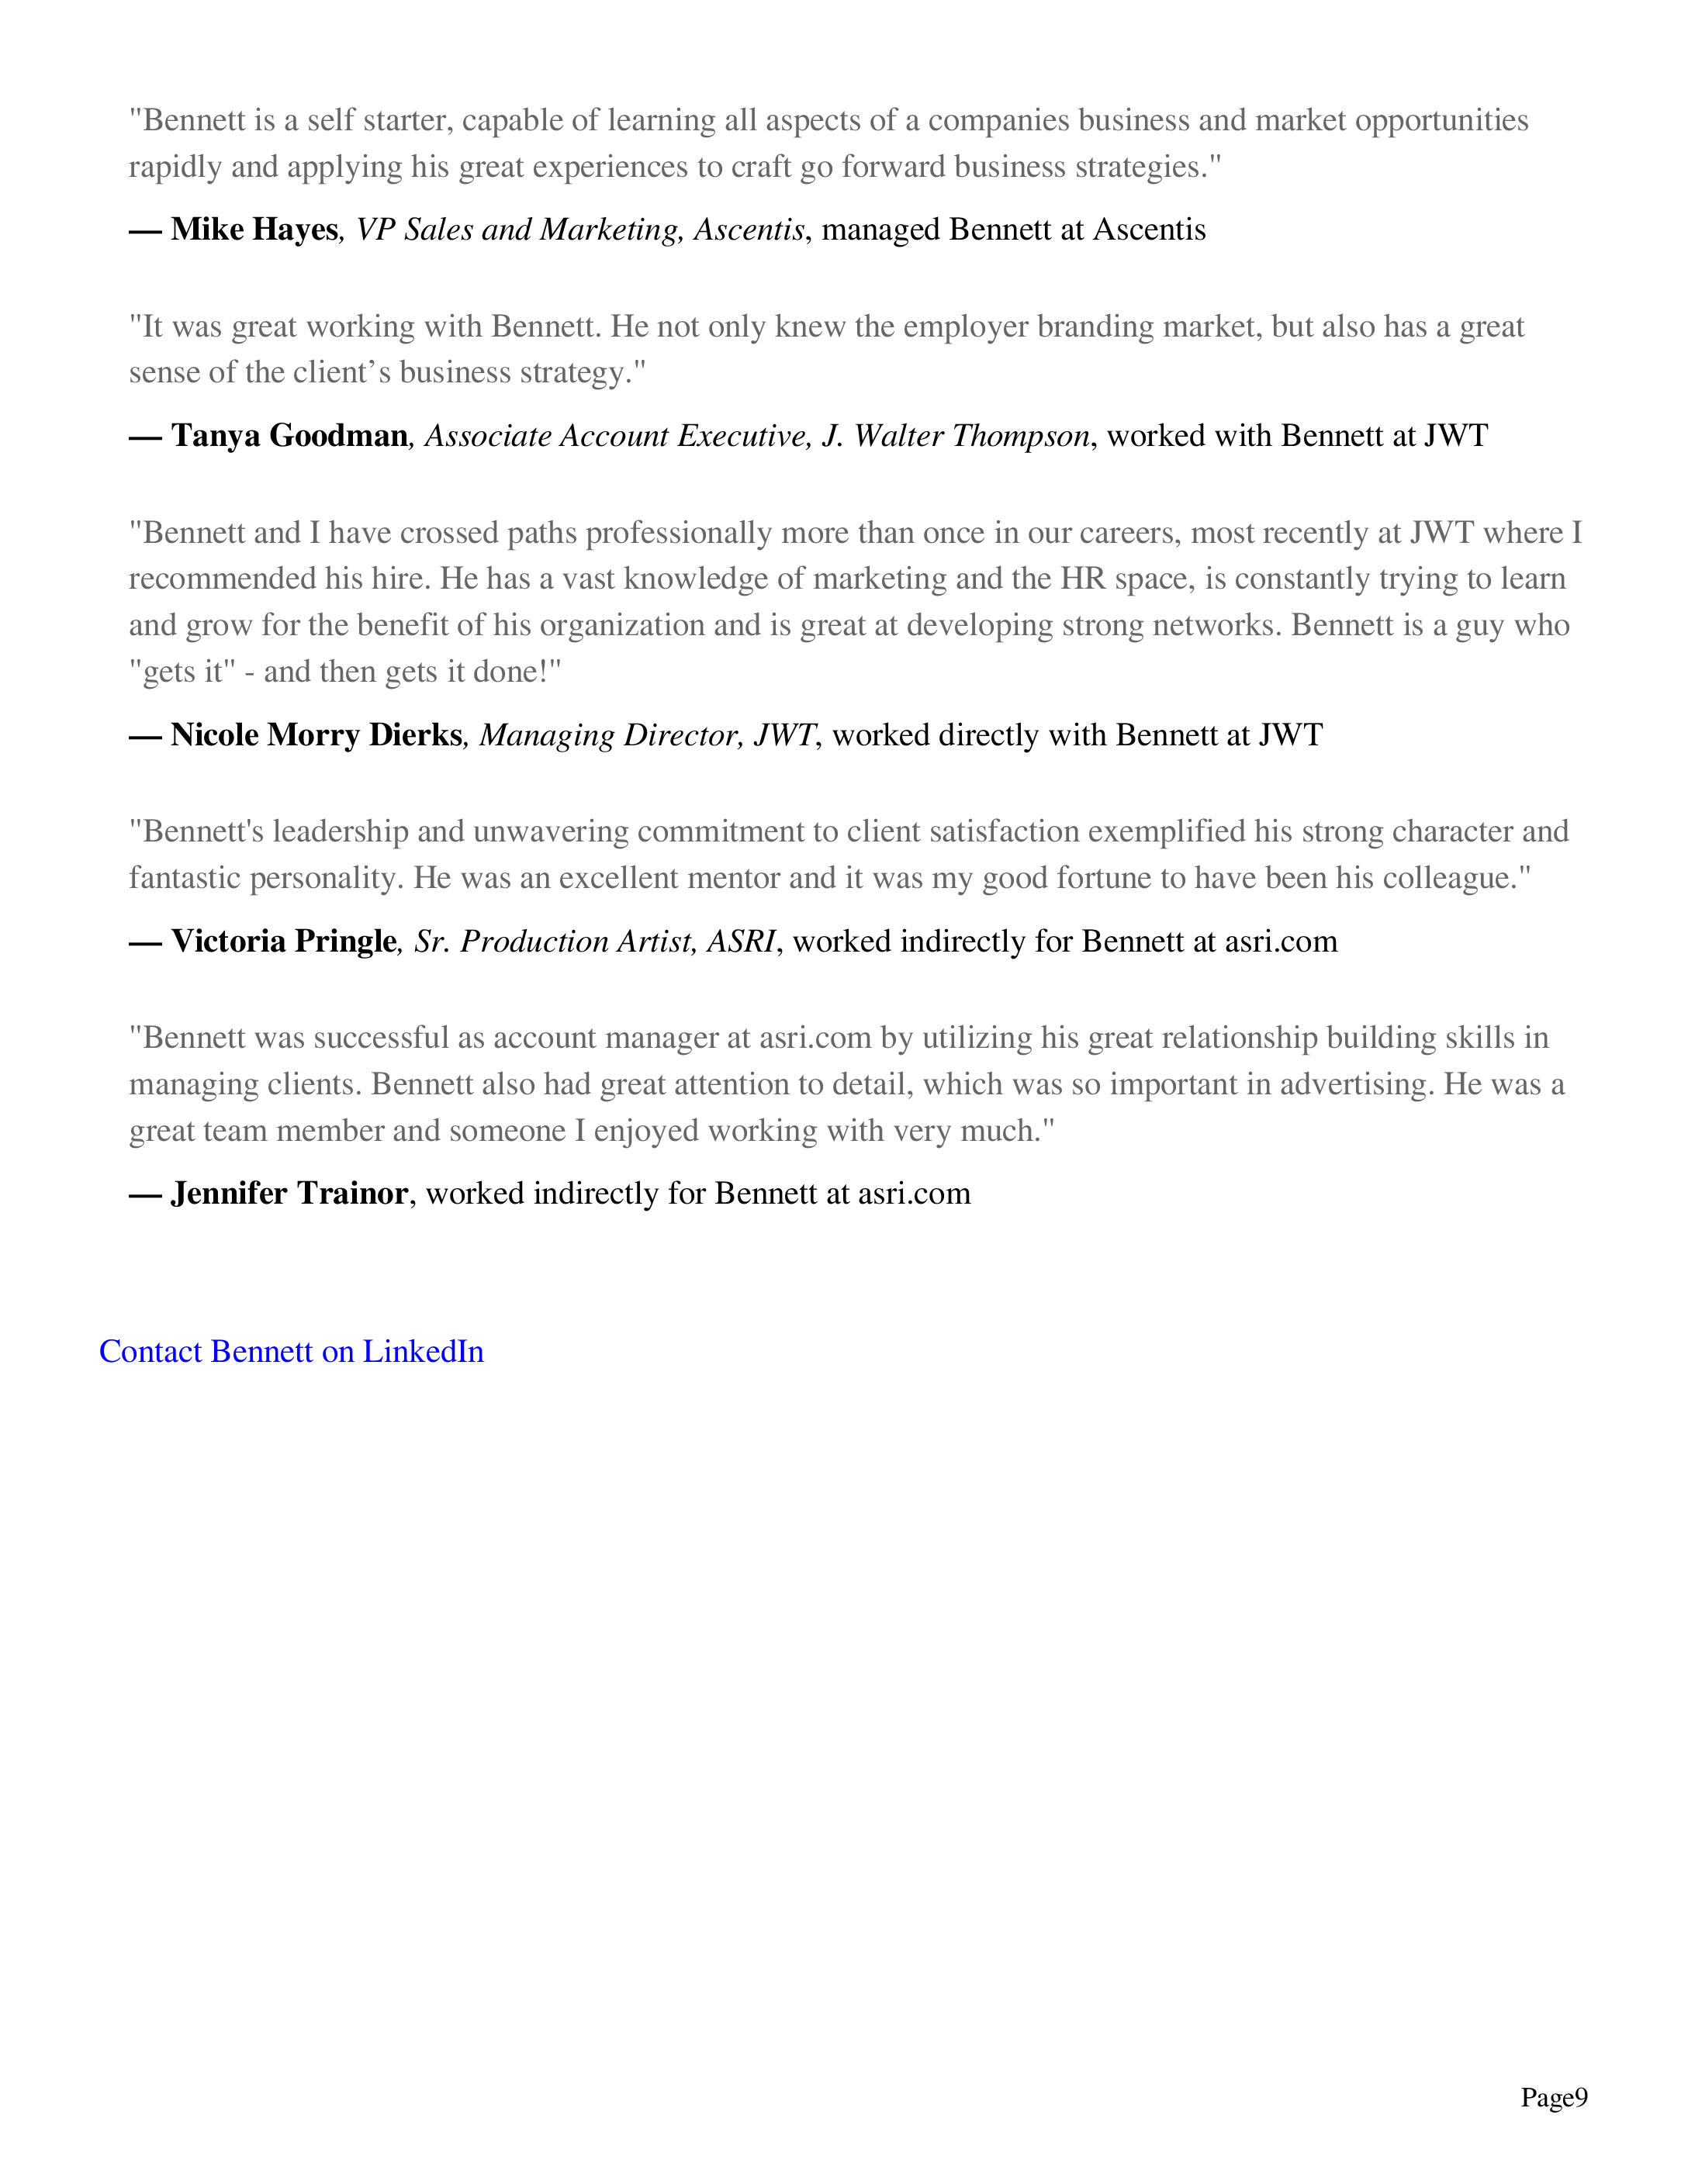 "Bennett is a self starter, capable of learning all aspects of a companies business and market opportunities
rapidly and applying his great experiences to craft go forward business strategies."
— Mike Hayes, VP Sales and Marketing, Ascentis, managed Bennett at Ascentis
"It was great working with Bennett. He not only knew the employer branding market, but also has a great
sense of the client’s business strategy."
— Tanya Goodman, Associate Account Executive, J. Walter Thompson, worked with Bennett at JWT
"Bennett and I have crossed paths professionally more than once in our careers, most recently at JWT where I
recommended his hire. He has a vast knowledge of marketing and the HR space, is constantly trying to learn
and grow for the benefit of his organization and is great at developing strong networks. Bennett is a guy who
"gets it" - and then gets it done!"
— Nicole Morry Dierks, Managing Director, JWT, worked directly with Bennett at JWT
"Bennett's leadership and unwavering commitment to client satisfaction exemplified his strong character and
fantastic personality. He was an excellent mentor and it was my good fortune to have been his colleague."
— Victoria Pringle, Sr. Production Artist, ASRI, worked indirectly for Bennett at asri.com
"Bennett was successful as account manager at asri.com by utilizing his great relationship building skills in
managing clients. Bennett also had great attention to detail, which was so important in advertising. He was a
great team member and someone I enjoyed working with very much."
— Jennifer Trainor, worked indirectly for Bennett at asri.com
Contact Bennett on LinkedIn
Page9